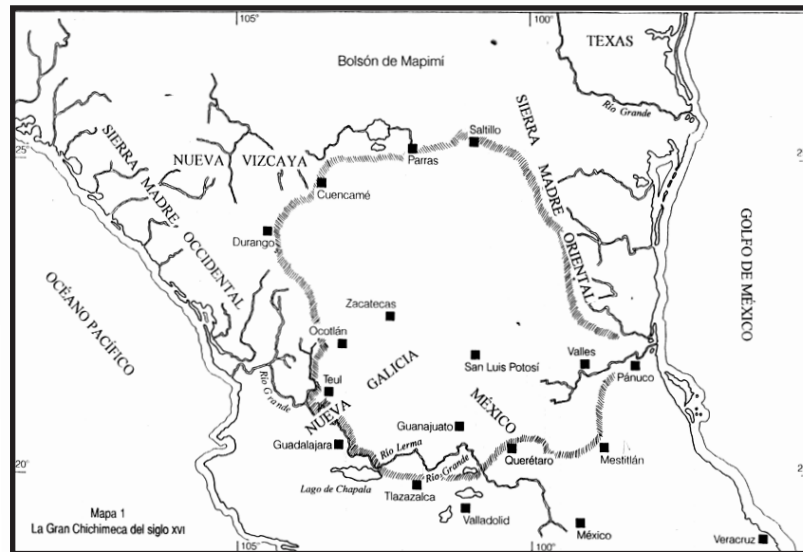 105°
100°
TEXAS
Bolsón de Mapimí
Río Grande
SIERRA MADRE OCCIDENTAL
SIERRA MADRE ORIENTAL
Saltillo
25°
25°
NUEVA VIZCAYA
Parras
Cuencamé
Durango
GOLFO DE MÉXICO
OCÉANO PACÍFICO
Zacatecas
Ocotlán
San Luis Potosí
Valles
Pánuco
GALICIA
Teul
Río Grande
NUEVA
MÉXICO
Guanajuato
Guadalajara
Río Lerma
Río Grande
Querétaro
Mestitlán
20°
20°
Lago de Chapala
Tlazazalca
Mapa 1
La Gran Chichimeca del siglo XVI
Valladolid
México
Veracruz
105°
100°